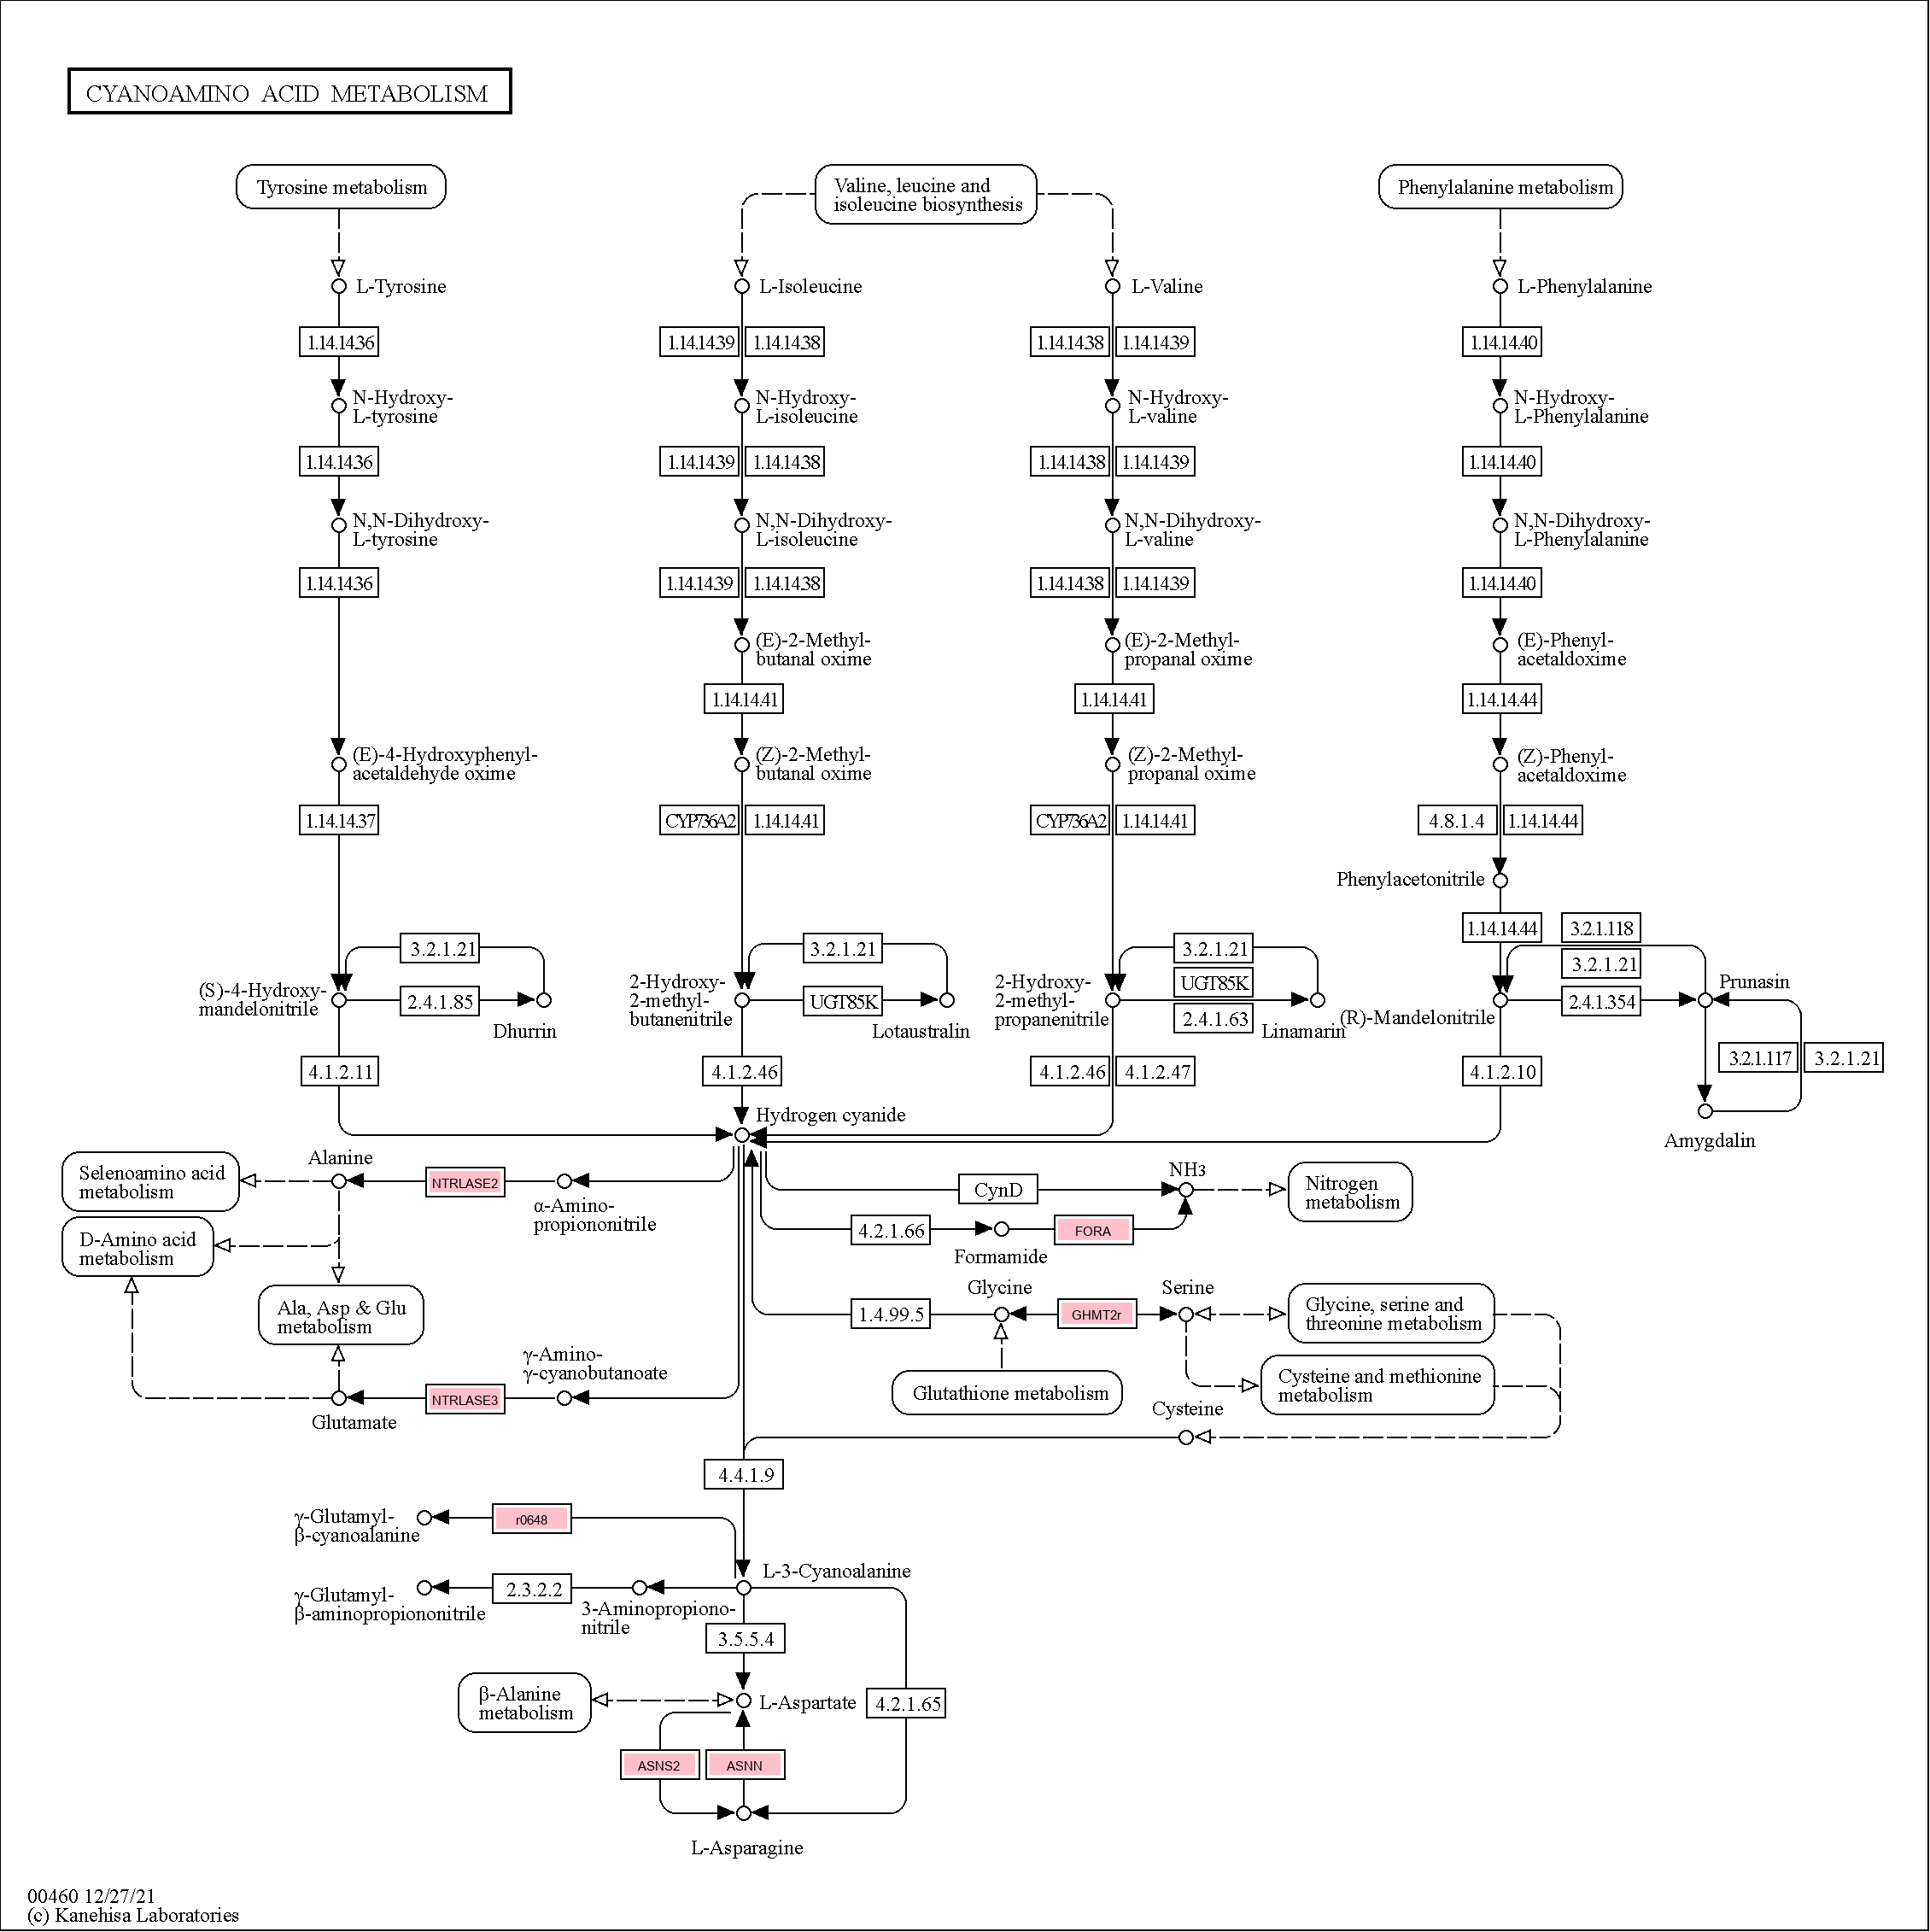 CYANOAMINO ACID METABOLISM
Tyrosine metabolism
Valine, leucine and
isoleucine biosynthesis
Phenylalanine metabolism
L-Tyrosine
L-Isoleucine
L-Valine
L-Phenylalanine
1.14.14.36
1.14.14.39
1.14.14.38
1.14.14.38
1.14.14.39
1.14.14.40
N-Hydroxy-
L-tyrosine
N-Hydroxy-
L-isoleucine
N-Hydroxy-
L-valine
N-Hydroxy-
L-Phenylalanine
1.14.14.36
1.14.14.39
1.14.14.38
1.14.14.38
1.14.14.39
1.14.14.40
N,N-Dihydroxy-
L-tyrosine
N,N-Dihydroxy-
L-isoleucine
N,N-Dihydroxy-
L-valine
N,N-Dihydroxy-
L-Phenylalanine
1.14.14.36
1.14.14.39
1.14.14.38
1.14.14.38
1.14.14.39
1.14.14.40
(E)-2-Methyl-
butanal oxime
(E)-2-Methyl-
propanal oxime
(E)-Phenyl-
acetaldoxime
1.14.14.41
1.14.14.41
1.14.14.44
(E)-4-Hydroxyphenyl-
acetaldehyde oxime
(Z)-2-Methyl-
butanal oxime
(Z)-2-Methyl-
propanal oxime
(Z)-Phenyl-
acetaldoxime
1.14.14.37
CYP736A2
1.14.14.41
CYP736A2
1.14.14.41
4.8.1.4
1.14.14.44
Phenylacetonitrile
1.14.14.44
3.2.1.118
3.2.1.21
3.2.1.21
3.2.1.21
3.2.1.21
(S)-4-Hydroxy-
mandelonitrile
2.4.1.85
Dhurrin
2-Hydroxy-
2-methyl-
butanenitrile
UGT85K
Lotaustralin
2-Hydroxy-
2-methyl-
propanenitrile
UGT85K
2.4.1.63
Linamarin
(R)-Mandelonitrile
2.4.1.354
Prunasin
4.1.2.11
4.1.2.46
4.1.2.46
4.1.2.47
4.1.2.10
3.2.1.117
3.2.1.21
Amygdalin
Hydrogen cyanide
Selenoamino acid
metabolism
Alanine
NTRLASE2
α-Amino-
propiononitrile
CynD
NH3
Nitrogen
metabolism
D-Amino acid
metabolism
4.2.1.66
Formamide
FORA
Ala, Asp & Glu
metabolism
1.4.99.5
Glycine
GHMT2r
Serine
Glycine, serine and
threonine metabolism
γ-Amino-
γ-cyanobutanoate
Glutamate
NTRLASE3
Glutathione metabolism
Cysteine and methionine
metabolism
Cysteine
4.4.1.9
γ-Glutamyl-
β-cyanoalanine
r0648
L-3-Cyanoalanine
γ-Glutamyl-
β-aminopropiononitrile
2.3.2.2
3-Aminopropiono-
nitrile
3.5.5.4
β-Alanine
metabolism
L-Aspartate
4.2.1.65
ASNS2
ASNN
L-Asparagine
00460 12/27/21
(c) Kanehisa Laboratories